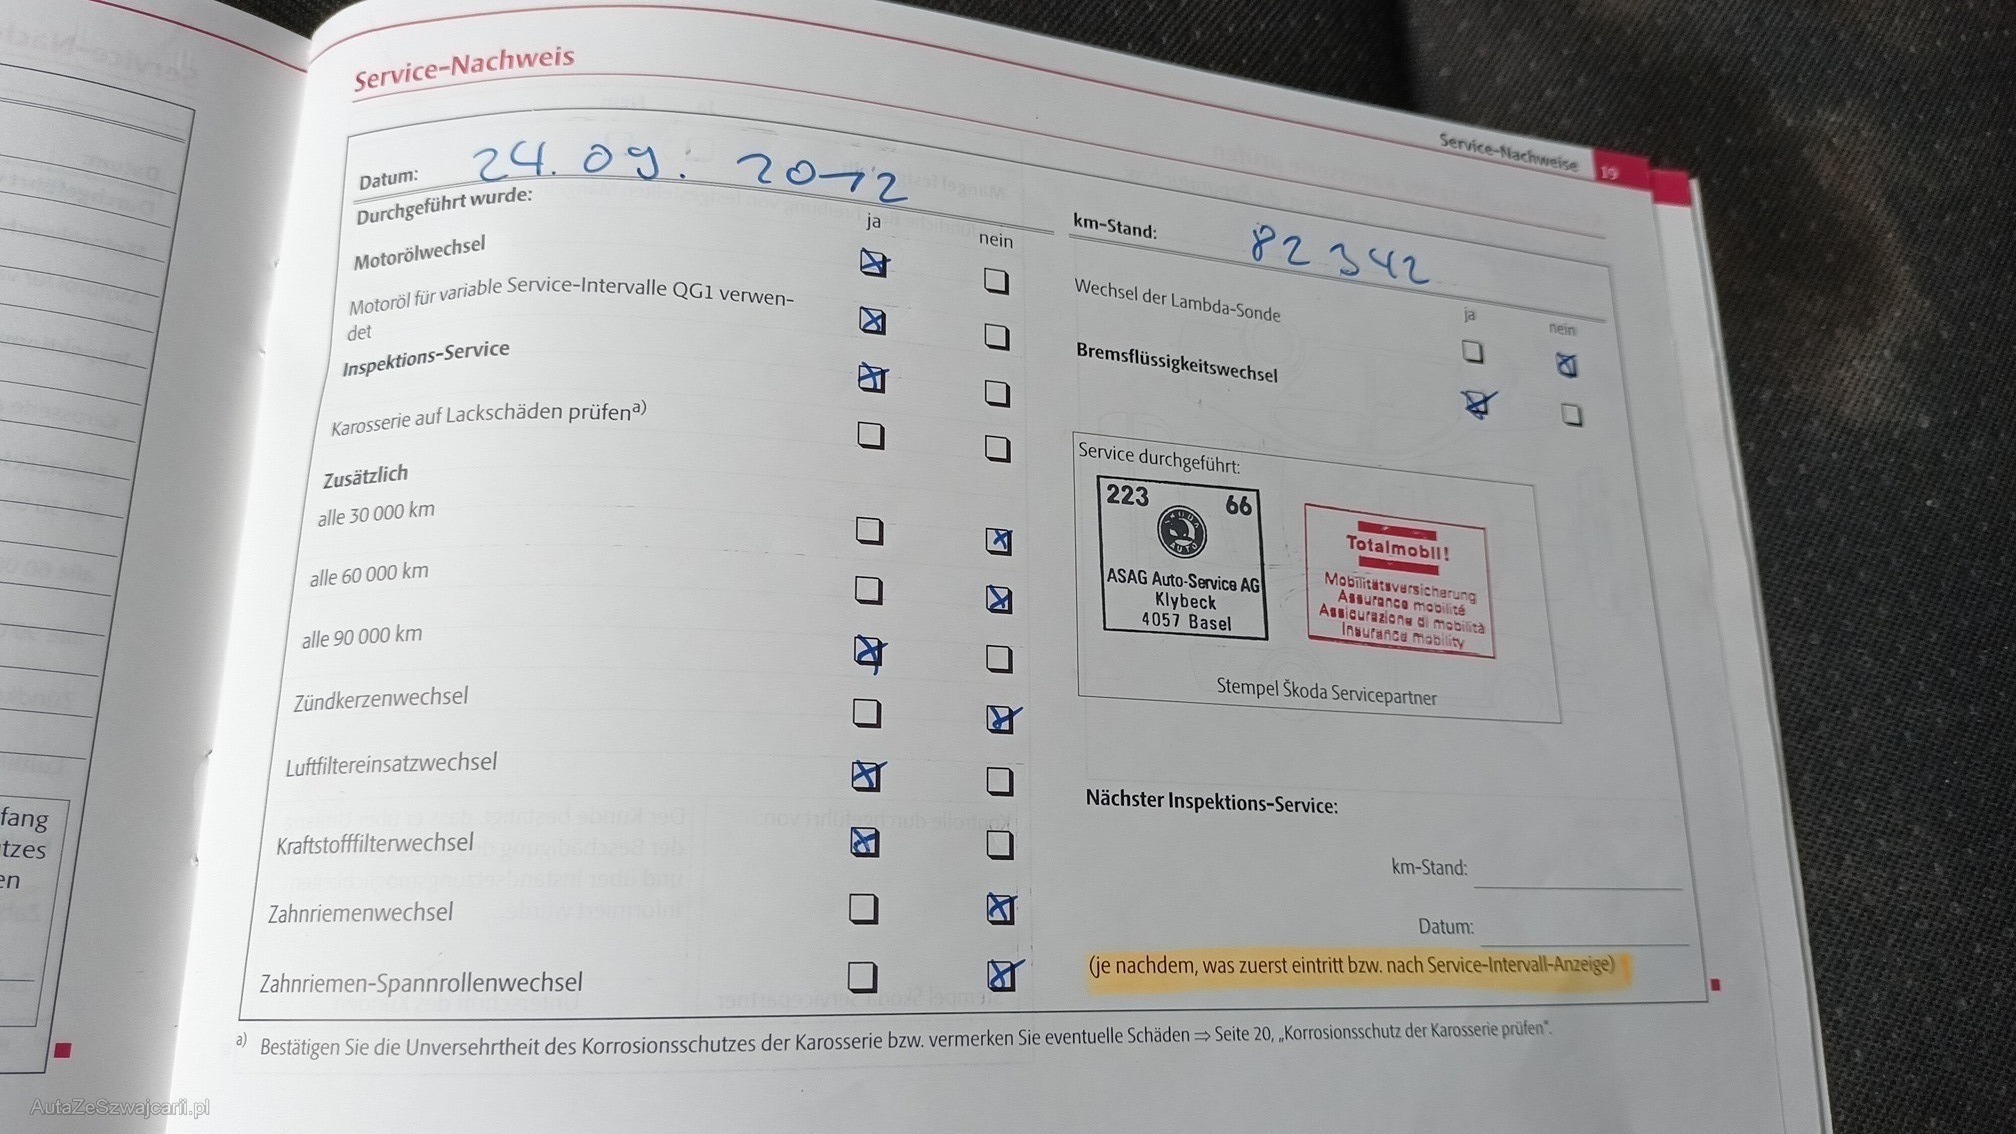 Service-Nachweis
Service-Nachweise 19
Datum: 24.09.2012
Durchgeführt wurde:
ja nein
Motorölwechsel
Motoröl für variable Service-Intervalle QG1 verwen-
det
Inspektions-Service
Karosserie auf Lackschäden prüfen a)
Zusätzlich
alle 30 000 km
alle 60 000 km
alle 90 000 km
Zündkerzenwechsel
Luftfiltereinsatzwechsel
Kraftstofffilterwechsel
Zahnriemenwechsel
Zahnriemen-Spannrollenwechsel
km-Stand: 82342
ja nein
Wechsel der Lambda-Sonde
Bremsflüssigkeitswechsel
Service durchgeführt:
223 66
SKODA
AUTO
ASAG Auto-Service AG
Klybeck
4057 Basel
Totalmobil!
Mobilitätsversicherung
Assurance mobilité
Assicurazione di mobilità
Insurance mobility
Stempel Škoda Servicepartner
Nächster Inspektions-Service:
km-Stand:
Datum:
(je nachdem, was zuerst eintritt bzw. nach Service-Intervall-Anzeige)
a) Bestätigen Sie die Unversehrtheit des Korrosionsschutzes der Karosserie bzw. vermerken Sie eventuelle Schäden ⇒ Seite 20, „Korrosionsschutz der Karosserie prüfen".
fang
tzes
en
AutaZeSzwajcarii.pl